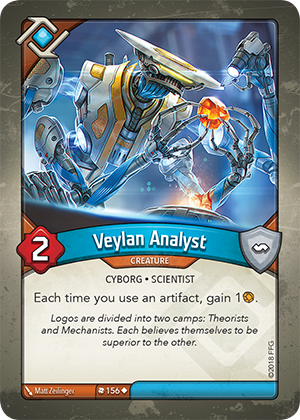 2
Veylan Analyst
CREATURE
CYBORG • SCIENTIST
Each time you use an artifact, gain 1.
Logos are divided into two camps: Theorists
and Mechanists. Each believes themselves to be
superior to the other.
Matt Zeilinger
156
©2018 FFG